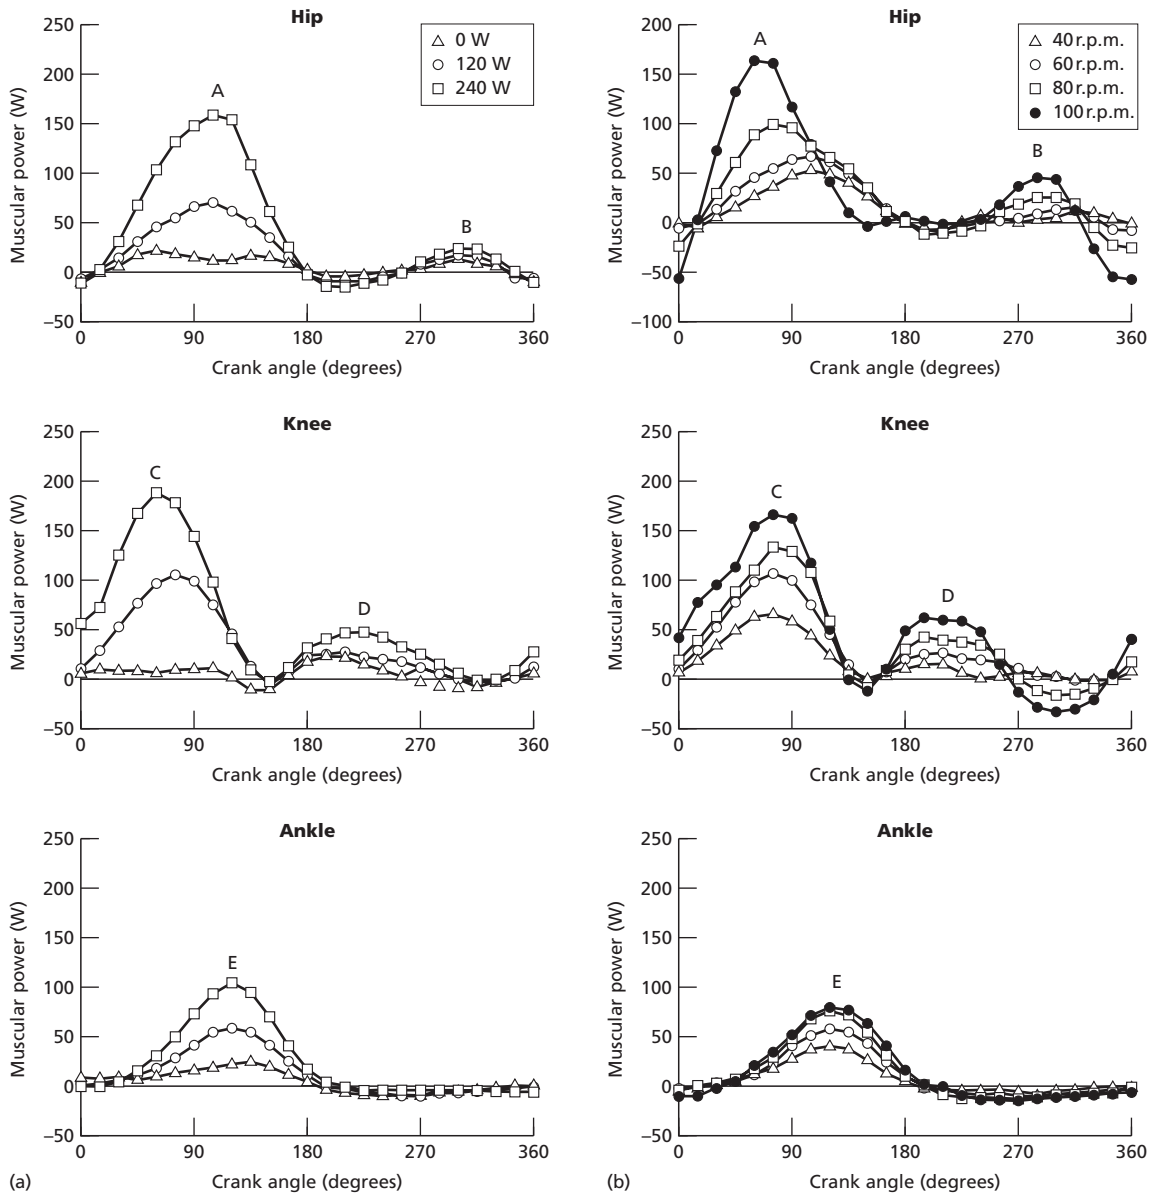 Hip
250
200
150
100
50
0
−50
Muscular power (W)
0 W
120 W
240 W
A
B
0
90
180
270
360
Crank angle (degrees)
Hip
200
150
100
50
0
−50
−100
Muscular power (W)
40 r.p.m.
60 r.p.m.
80 r.p.m.
100 r.p.m.
A
B
0
90
180
270
360
Crank angle (degrees)
Knee
250
200
150
100
50
0
−50
Muscular power (W)
C
D
0
90
180
270
360
Crank angle (degrees)
Knee
250
200
150
100
50
0
−50
Muscular power (W)
C
D
0
90
180
270
360
Crank angle (degrees)
Ankle
250
200
150
100
50
0
−50
Muscular power (W)
E
0
90
180
270
360
(a)
Crank angle (degrees)
Ankle
250
200
150
100
50
0
−50
Muscular power (W)
E
0
90
180
270
360
(b)
Crank angle (degrees)